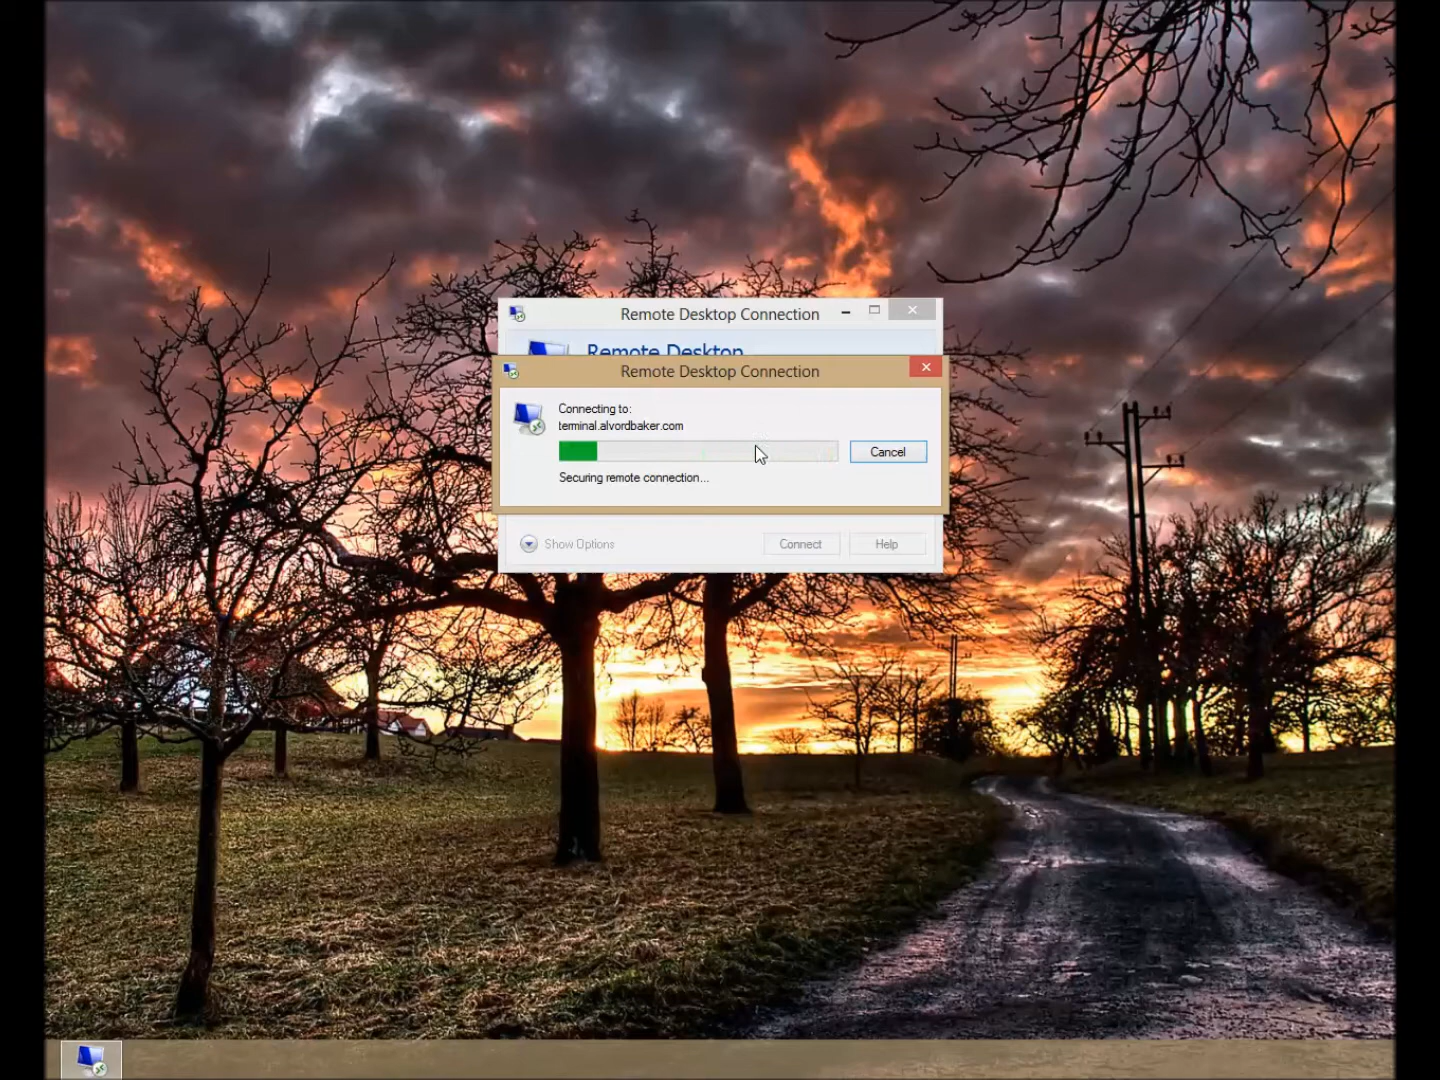 Remote Desktop Connection
Remote Desktop
Remote Desktop Connection
Connecting to:
terminal.alvordbaker.com
Cancel
Securing remote connection...
Show Options
Connect
Help